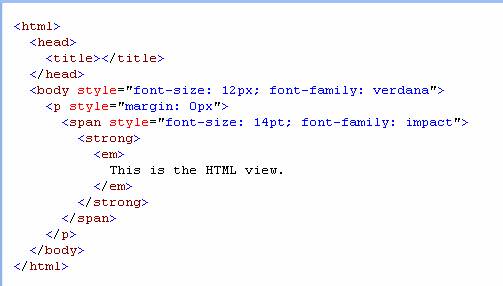 <html>
  <head>
    <title></title>
  </head>
  <body style="font-size: 12px; font-family: verdana">
    <p style="margin: 0px">
      <span style="font-size: 14pt; font-family: impact">
        <strong>
          <em>
            This is the HTML view.
          </em>
        </strong>
      </span>
    </p>
  </body>
</html>